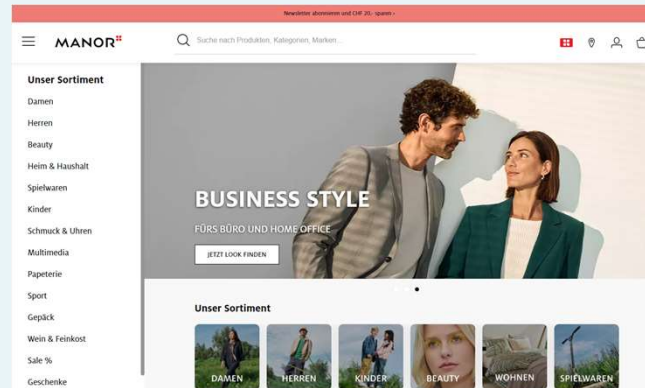 Newsletter abonnieren und CHF 20.- sparen ›
MANOR
Suche nach Produkten, Kategorien, Marken...
Unser Sortiment
Damen
Herren
Beauty
Heim & Haushalt
Spielwaren
Kinder
Schmuck & Uhren
Multimedia
Papeterie
Sport
Gepäck
Wein & Feinkost
Sale %
Geschenke
BUSINESS STYLE
FÜRS BÜRO UND HOME OFFICE
JETZT LOOK FINDEN
Unser Sortiment
DAMEN
HERREN
KINDER
BEAUTY
WOHNEN
SPIELWAREN